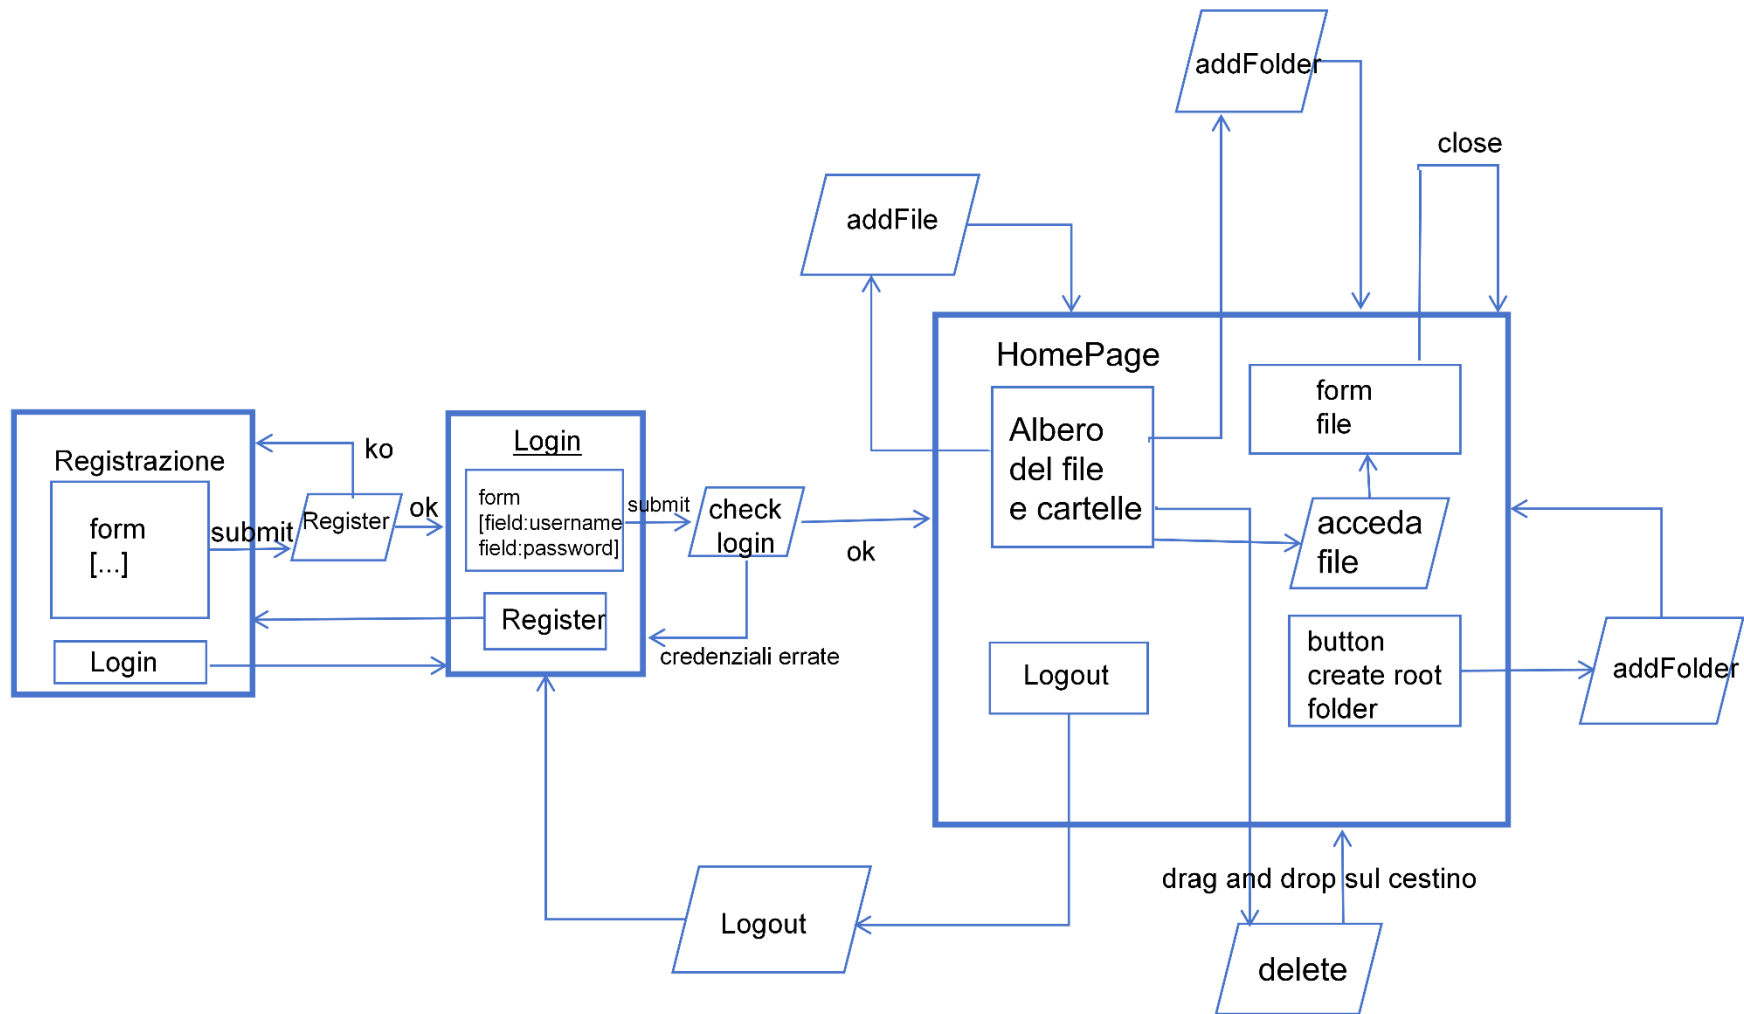 Registrazione
form
[...]
Login
submit
Register
ko
ok
Login
form
[field:username
field:password]
Register
submit
check
login
credenziali errate
ok
addFile
addFolder
close
HomePage
Albero
del file
e cartelle
form
file
acceda
file
Logout
button
create root
folder
addFolder
Logout
drag and drop sul cestino
delete